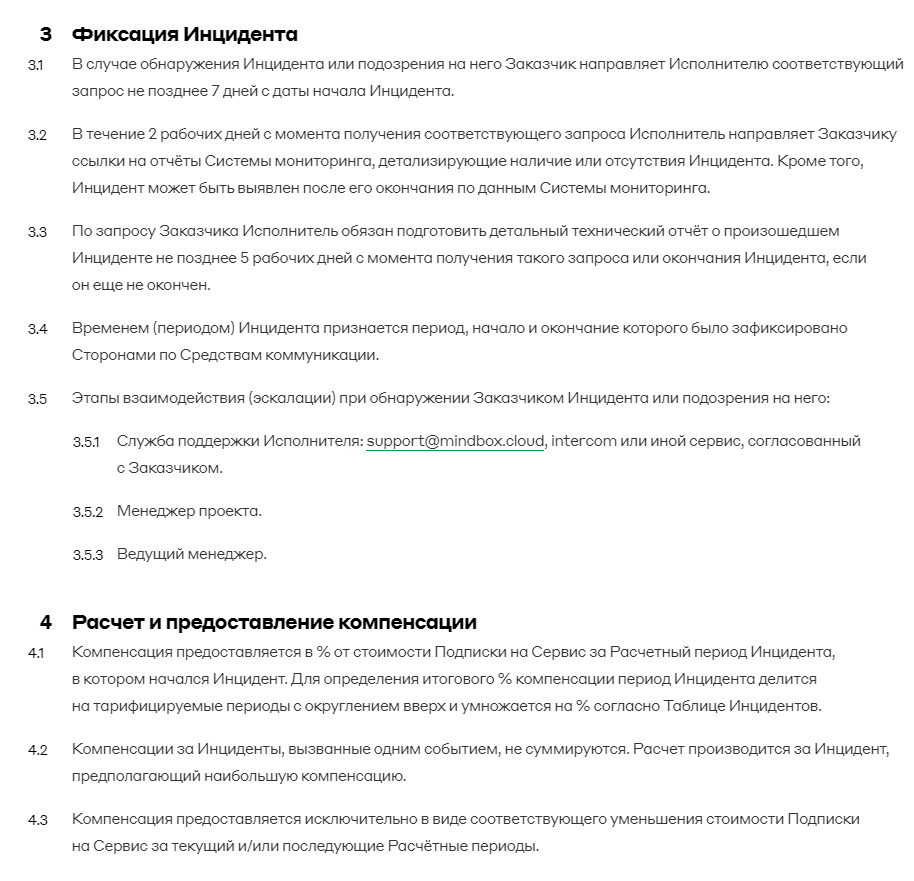 3 Фиксация Инцидента
3.1 В случае обнаружения Инцидента или подозрения на него Заказчик направляет Исполнителю соответствующий
запрос не позднее 7 дней с даты начала Инцидента.
3.2 В течение 2 рабочих дней с момента получения соответствующего запроса Исполнитель направляет Заказчику
ссылки на отчёты Системы мониторинга, детализирующие наличие или отсутствия Инцидента. Кроме того,
Инцидент может быть выявлен после его окончания по данным Системы мониторинга.
3.3 По запросу Заказчика Исполнитель обязан подготовить детальный технический отчёт о произошедшем
Инциденте не позднее 5 рабочих дней с момента получения такого запроса или окончания Инцидента, если
он еще не окончен.
3.4 Временем (периодом) Инцидента признается период, начало и окончание которого было зафиксировано
Сторонами по Средствам коммуникации.
3.5 Этапы взаимодействия (эскалации) при обнаружении Заказчиком Инцидента или подозрения на него:
3.5.1 Служба поддержки Исполнителя: support@mindbox.cloud, intercom или иной сервис, согласованный
с Заказчиком.
3.5.2 Менеджер проекта.
3.5.3 Ведущий менеджер.
4 Расчет и предоставление компенсации
4.1 Компенсация предоставляется в % от стоимости Подписки на Сервис за Расчетный период Инцидента,
в котором начался Инцидент. Для определения итогового % компенсации период Инцидента делится
на тарифицируемые периоды с округлением вверх и умножается на % согласно Таблице Инцидентов.
4.2 Компенсации за Инциденты, вызванные одним событием, не суммируются. Расчет производится за Инцидент,
предполагающий наибольшую компенсацию.
4.3 Компенсация предоставляется исключительно в виде соответствующего уменьшения стоимости Подписки
на Сервис за текущий и/или последующие Расчётные периоды.